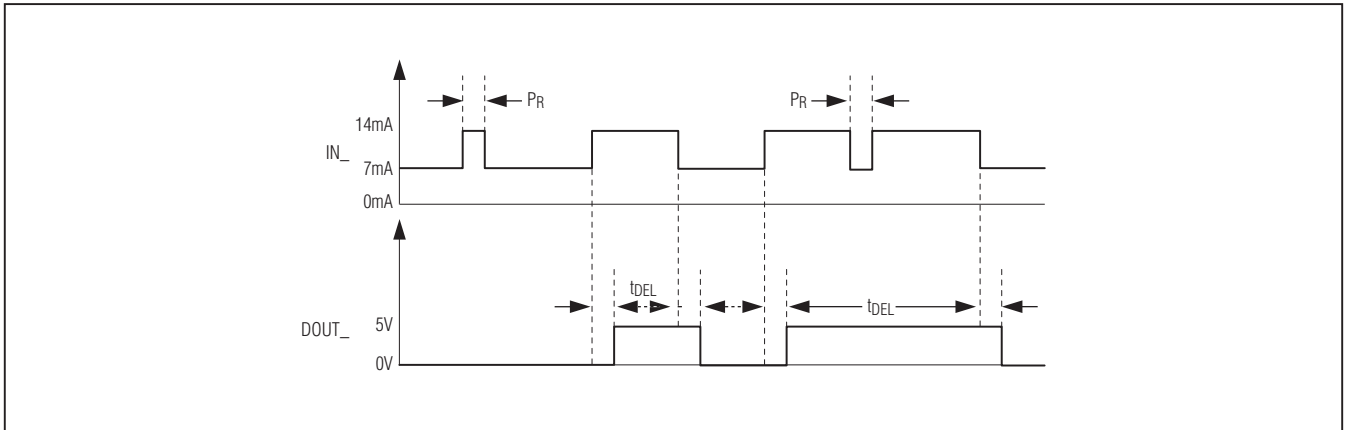 PR
PR
14mA
IN_
7mA
0mA
tDEL
tDEL
5V
DOUT_
0V